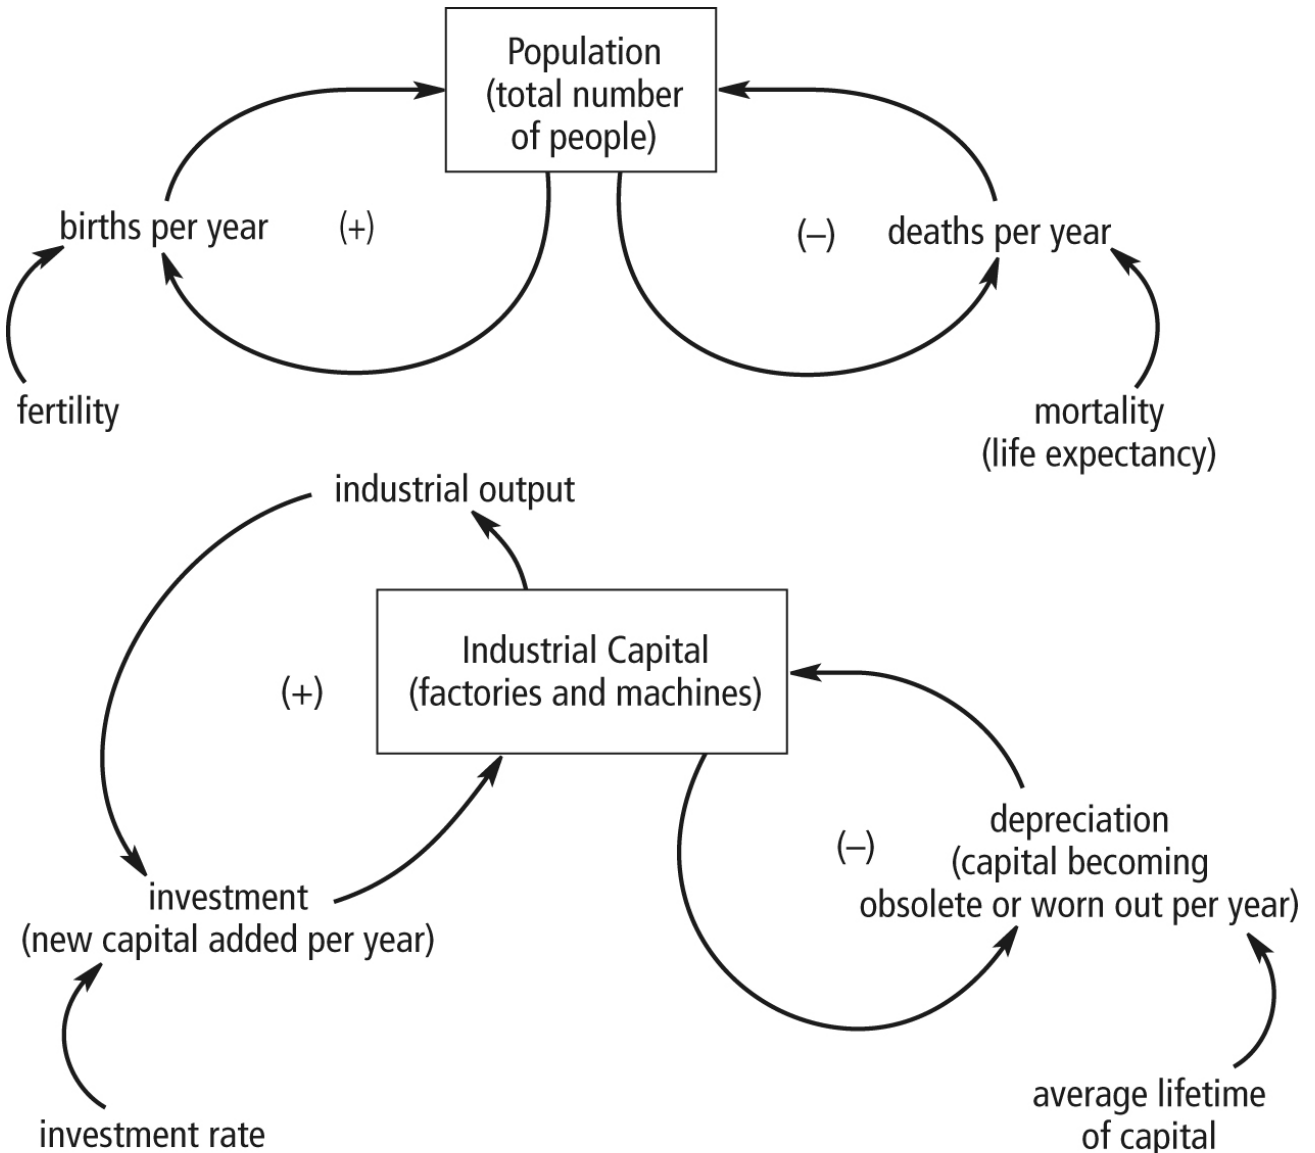 Population
(total number
of people)
births per year
(+)
(–)
deaths per year
fertility
mortality
(life expectancy)
industrial output
Industrial Capital
(factories and machines)
(+)
depreciation
(capital becoming
obsolete or worn out per year)
(–)
investment
(new capital added per year)
average lifetime
of capital
investment rate